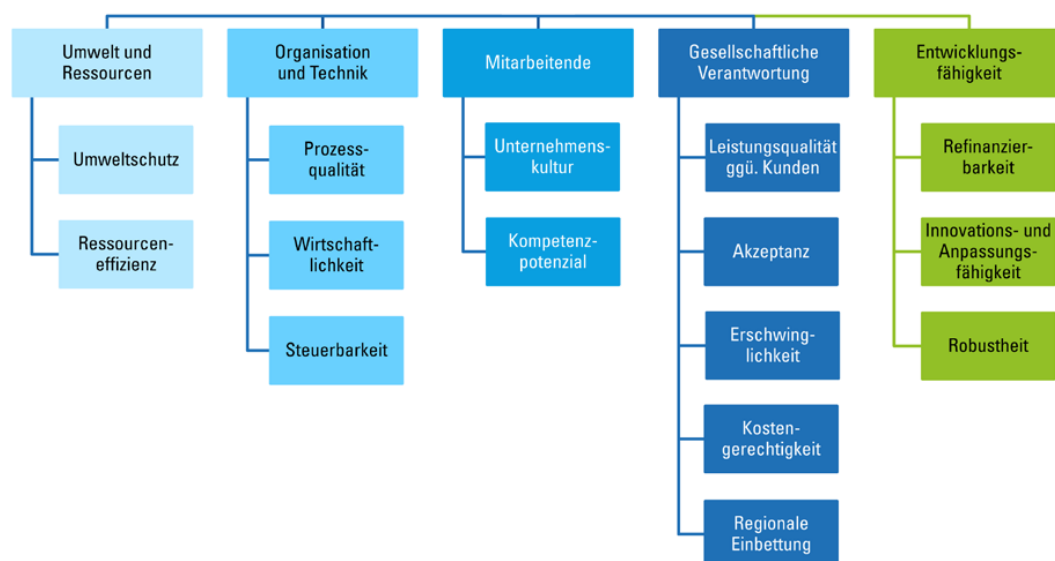 Umwelt und
Ressourcen
Umweltschutz
Ressourcen-
effizienz
Organisation
und Technik
Prozess-
qualität
Wirtschaft-
lichkeit
Steuerbarkeit
Mitarbeitende
Unternehmens-
kultur
Kompetenz-
potenzial
Gesellschaftliche
Verantwortung
Leistungsqualität
ggü. Kunden
Akzeptanz
Erschwing-
lichkeit
Kosten-
gerechtigkeit
Regionale
Einbettung
Entwicklungs-
fähigkeit
Refinanzier-
barkeit
Innovations- und
Anpassungs-
fähigkeit
Robustheit